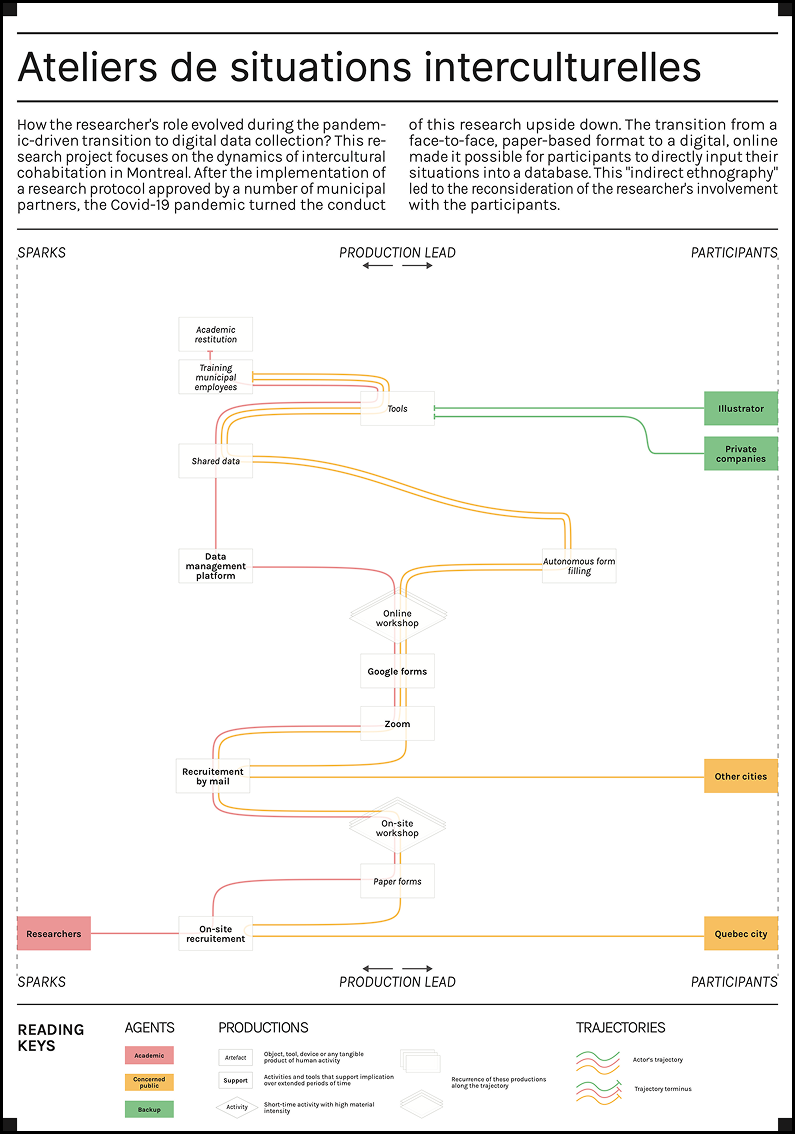 Ateliers de situations interculturelles
How the researcher's role evolved during the pandem-
ic-driven transition to digital data collection? This re-
search project focuses on the dynamics of intercultural
cohabitation in Montreal. After the implementation of
a research protocol approved by a number of municipal
partners, the Covid-19 pandemic turned the conduct
of this research upside down. The transition from a
face-to-face, paper-based format to a digital, online
made it possible for participants to directly input their
situations into a database. This "indirect ethnography"
led to the reconsideration of the researcher's involvement
with the participants.
SPARKS
PRODUCTION LEAD
PARTICIPANTS
Academic
restitution
Training
municipal
employees
Tools
Illustrator
Private
companies
Shared data
Data
management
platform
Autonomous form
filling
Online
workshop
Google forms
Zoom
Recruitement
by mail
Other cities
On-site
workshop
Paper forms
Researchers
On-site
recruitement
Quebec city
SPARKS
PRODUCTION LEAD
PARTICIPANTS
READING
KEYS
AGENTS
Academic
Concerned
public
Backup
PRODUCTIONS
Artefact
Object, tool, device or any tangible
product of human activity
Support
Activities and tools that support implication
over extended periods of time
Activity
Short-time activity with high material
intensity
Recurrence of these productions
along the trajectory
TRAJECTORIES
Actor's trajectory
Trajectory terminus